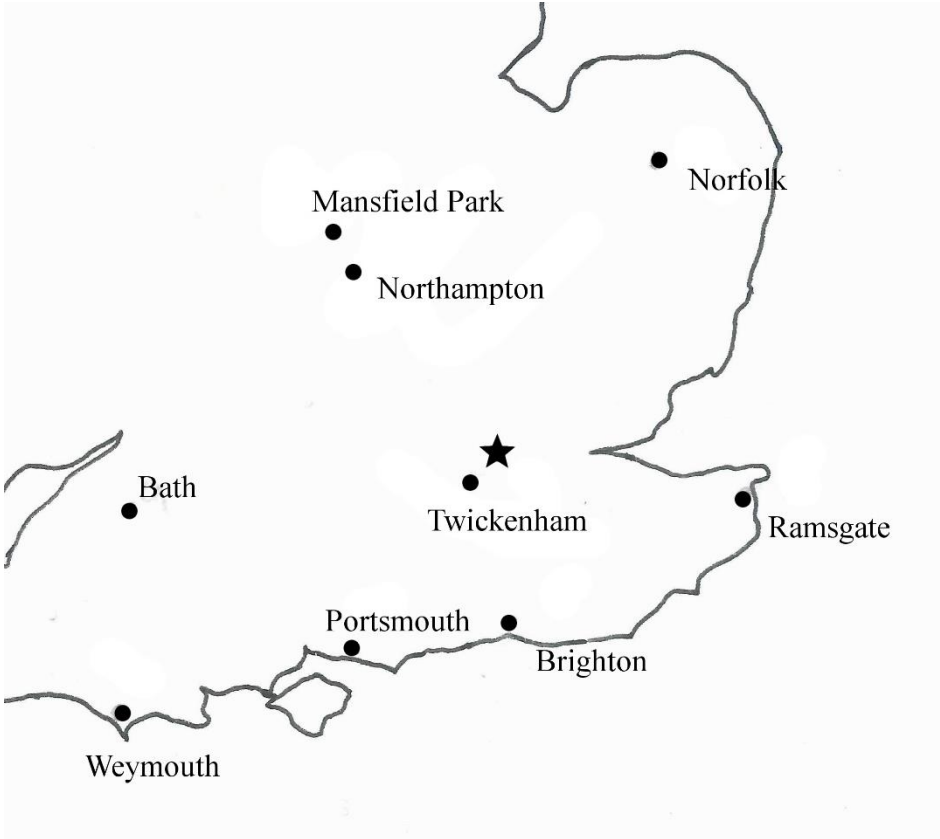 Norfolk
Mansfield Park
Northampton
Bath
Twickenham
Ramsgate
Portsmouth
Brighton
Weymouth